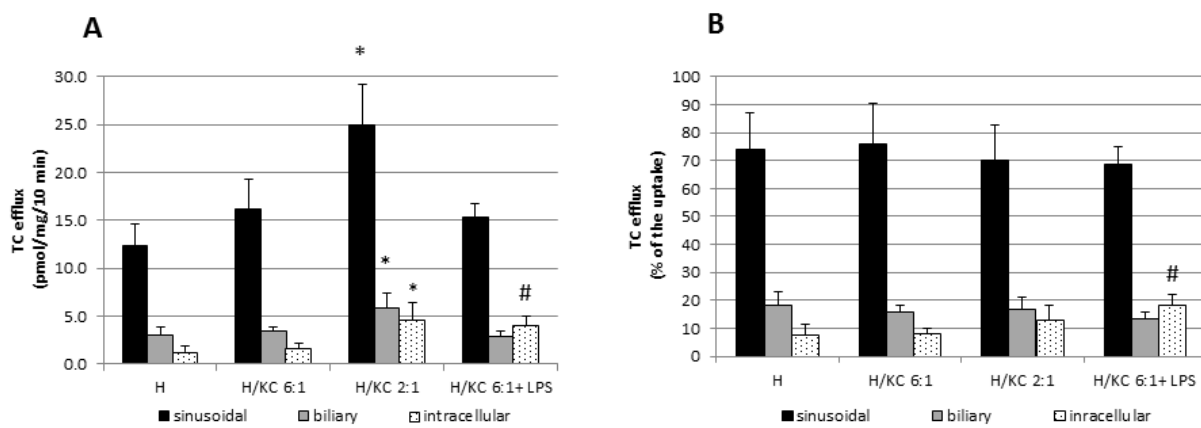 A
TC efflux
(pmol/mg/10 min)
30.0
25.0
20.0
15.0
10.0
5.0
0.0
*
*
*
#
H
H/KC 6:1
H/KC 2:1
H/KC 6:1+ LPS
sinusoidal
biliary
intracellular
B
TC efflux
(% of the uptake)
100
90
80
70
60
50
40
30
20
10
0
#
H
H/KC 6:1
H/KC 2:1
H/KC 6:1+ LPS
sinusoidal
biliary
inracellular